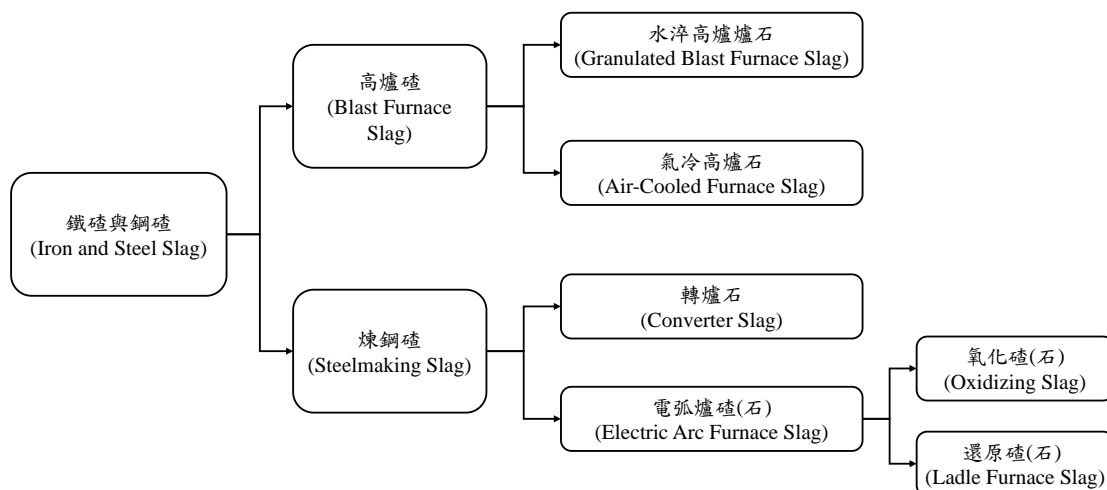 鐵碴與鋼碴
(Iron and Steel Slag)
高爐碴
(Blast Furnace
Slag)
水淬高爐爐石
(Granulated Blast Furnace Slag)
氣冷高爐石
(Air-Cooled Furnace Slag)
煉鋼碴
(Steelmaking Slag)
轉爐石
(Converter Slag)
電弧爐碴(石)
(Electric Arc Furnace Slag)
氧化碴(石)
(Oxidizing Slag)
還原碴(石)
(Ladle Furnace Slag)